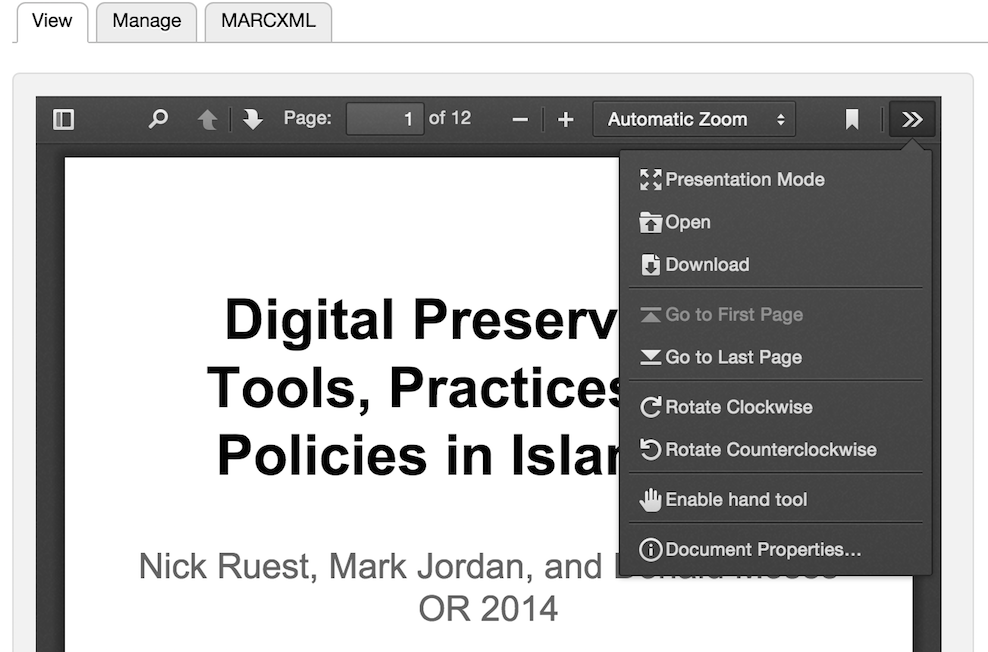 View Manage MARCXML
Page: 1 of 12 Automatic Zoom
Presentation Mode
Open
Download
Go to First Page
Go to Last Page
Rotate Clockwise
Rotate Counterclockwise
Enable hand tool
Document Properties...
Digital Preserv
Tools, Practices
Policies in Islan
Nick Ruest, Mark Jordan, and
OR 2014